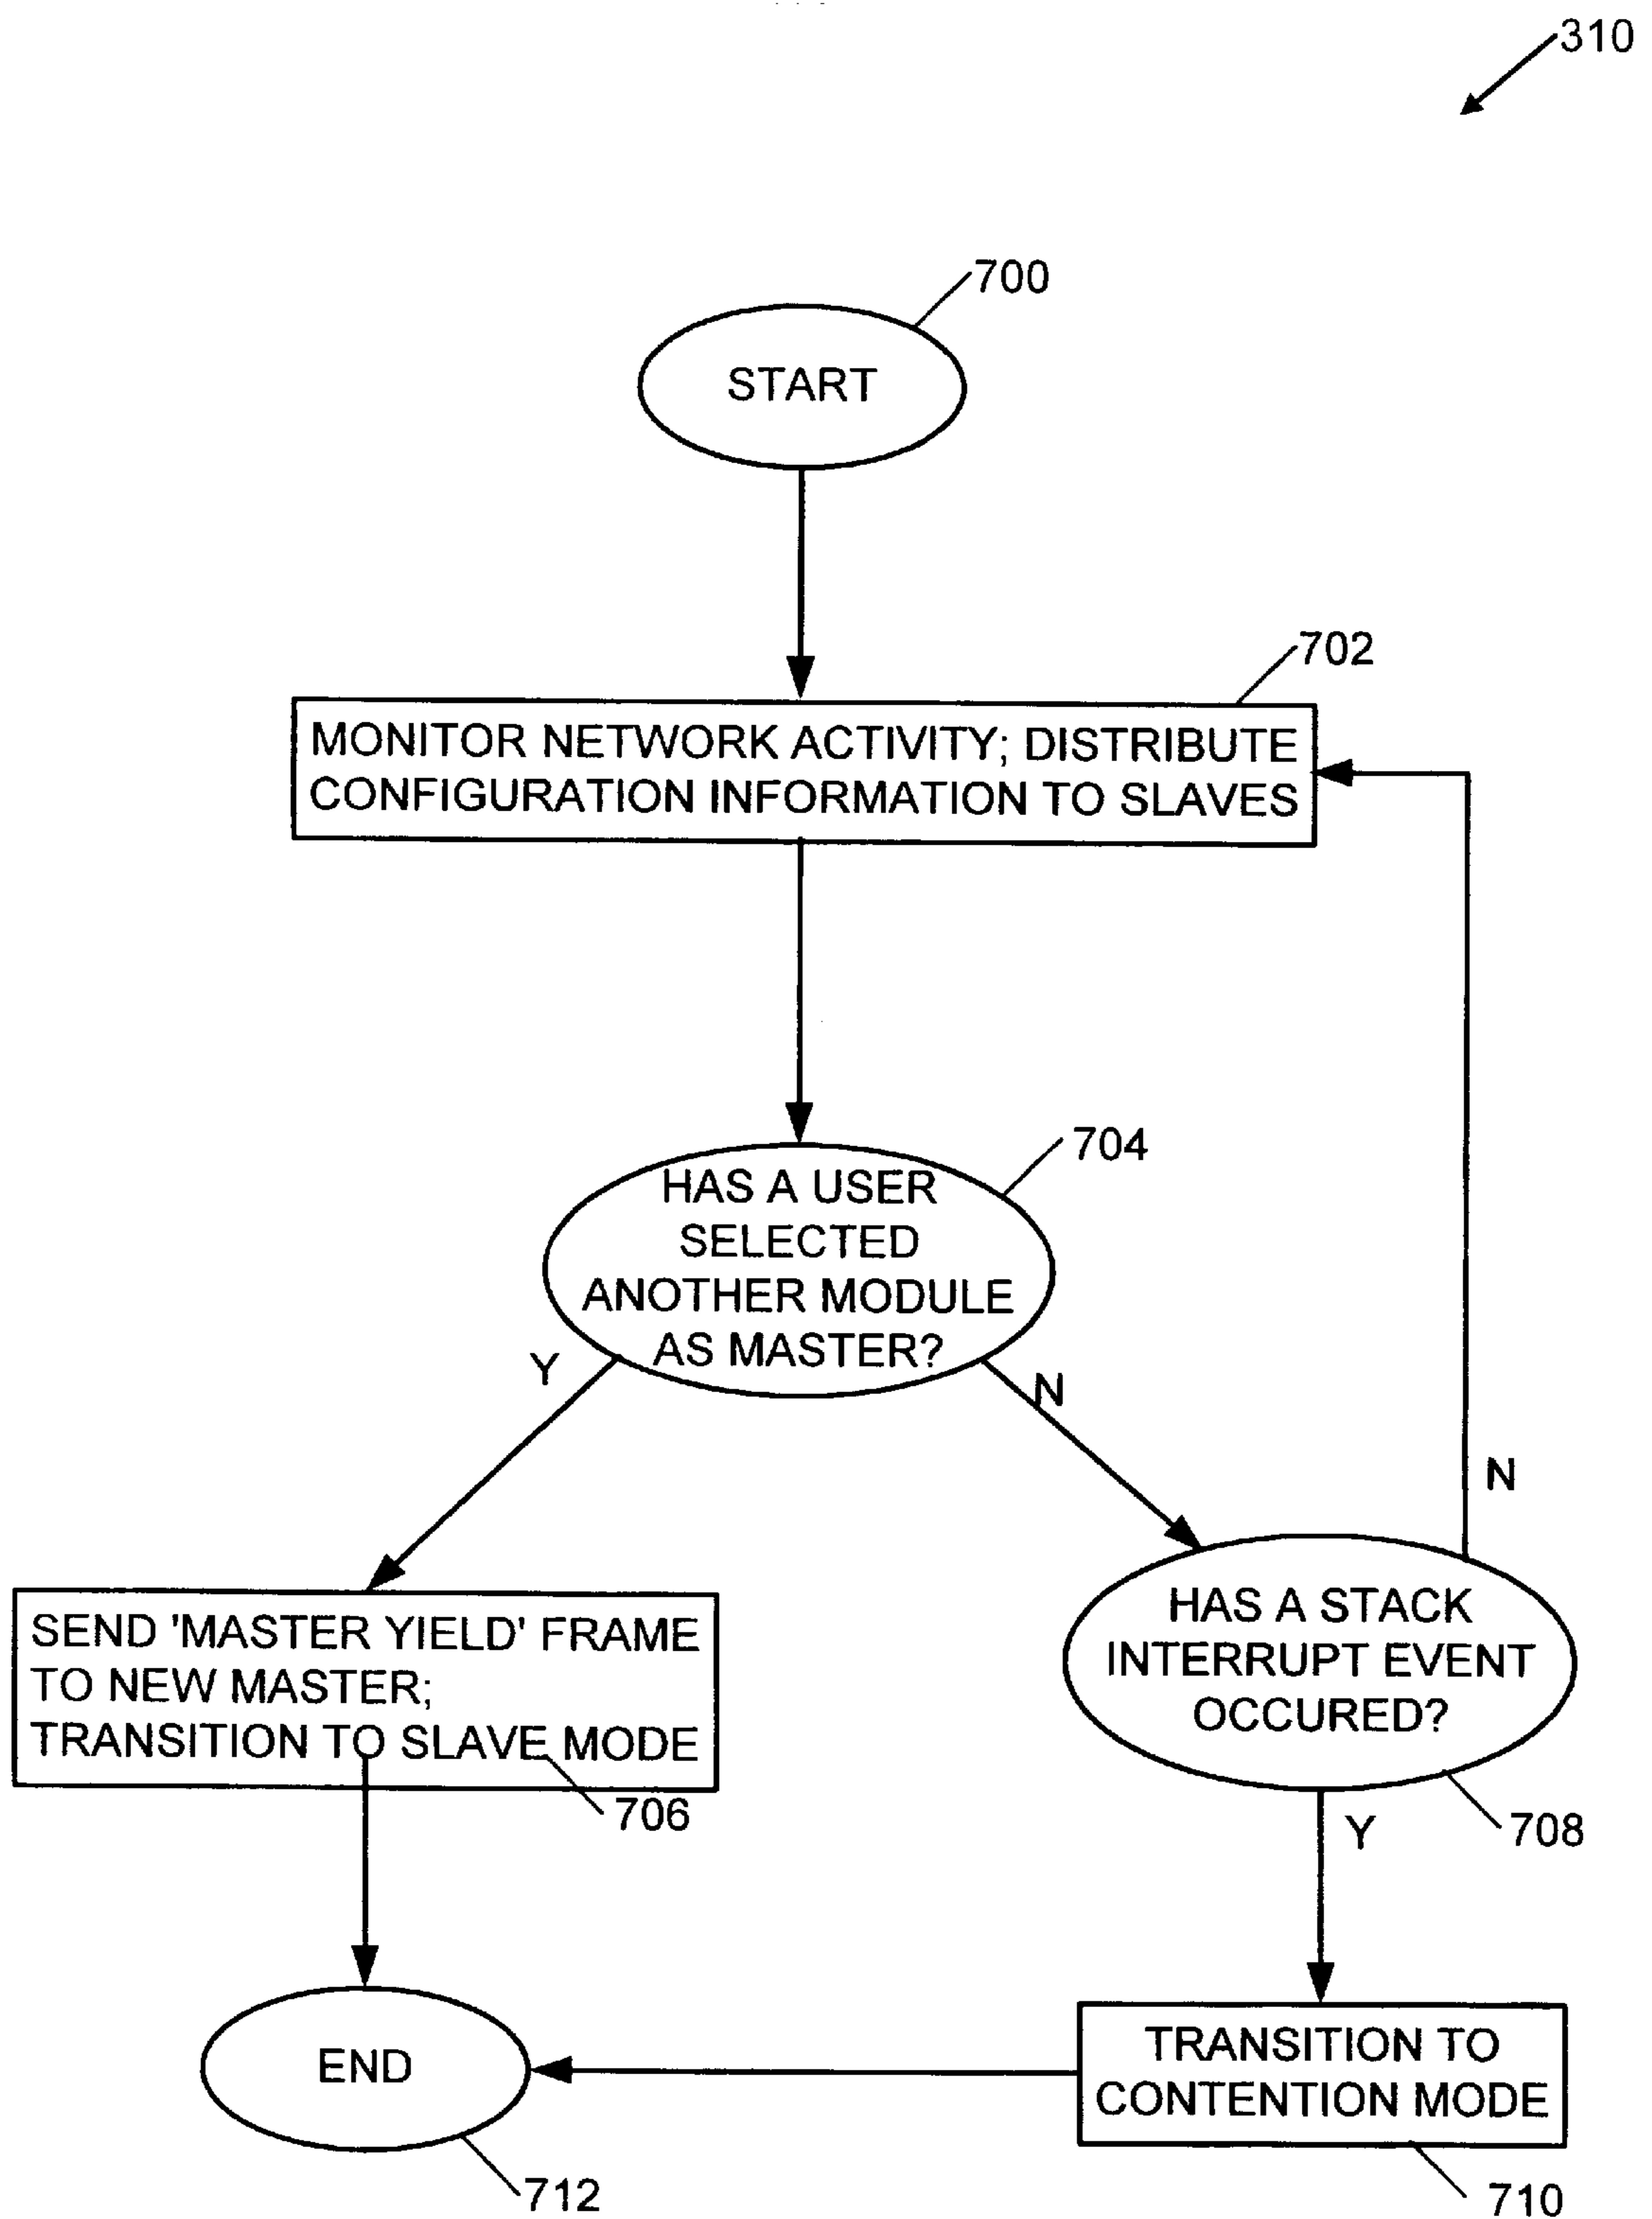 310
700
START
702
MONITOR NETWORK ACTIVITY; DISTRIBUTE
CONFIGURATION INFORMATION TO SLAVES
704
HAS A USER
SELECTED
ANOTHER MODULE
AS MASTER?
Y
N
N
SEND 'MASTER YIELD' FRAME
TO NEW MASTER;
TRANSITION TO SLAVE MODE
706
HAS A STACK
INTERRUPT EVENT
OCCURED?
708
Y
END
712
TRANSITION TO
CONTENTION MODE
710